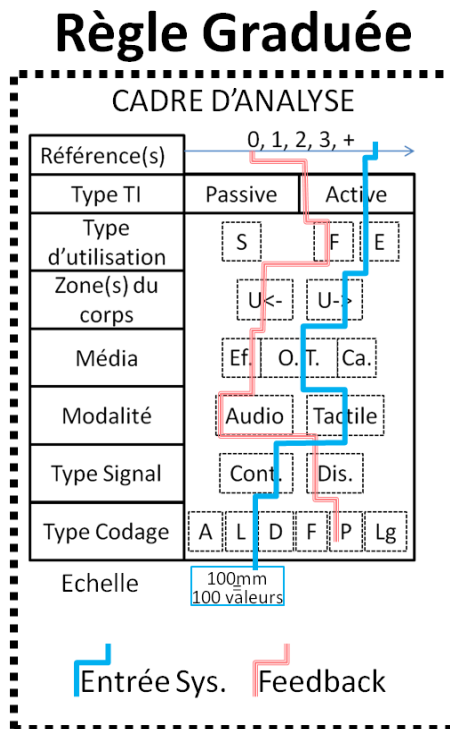 Règle Graduée
CADRE D'ANALYSE
Référence(s) 0, 1, 2, 3, +
Type TI Passive Active
Type d'utilisation S F E
Zone(s) du corps U<- U->
Média Ef. O. T. Ca.
Modalité Audio Tactile
Type Signal Cont. Dis.
Type Codage A L D F P Lg
Echelle 100mm
=
100 valeurs
Entrée Sys. Feedback